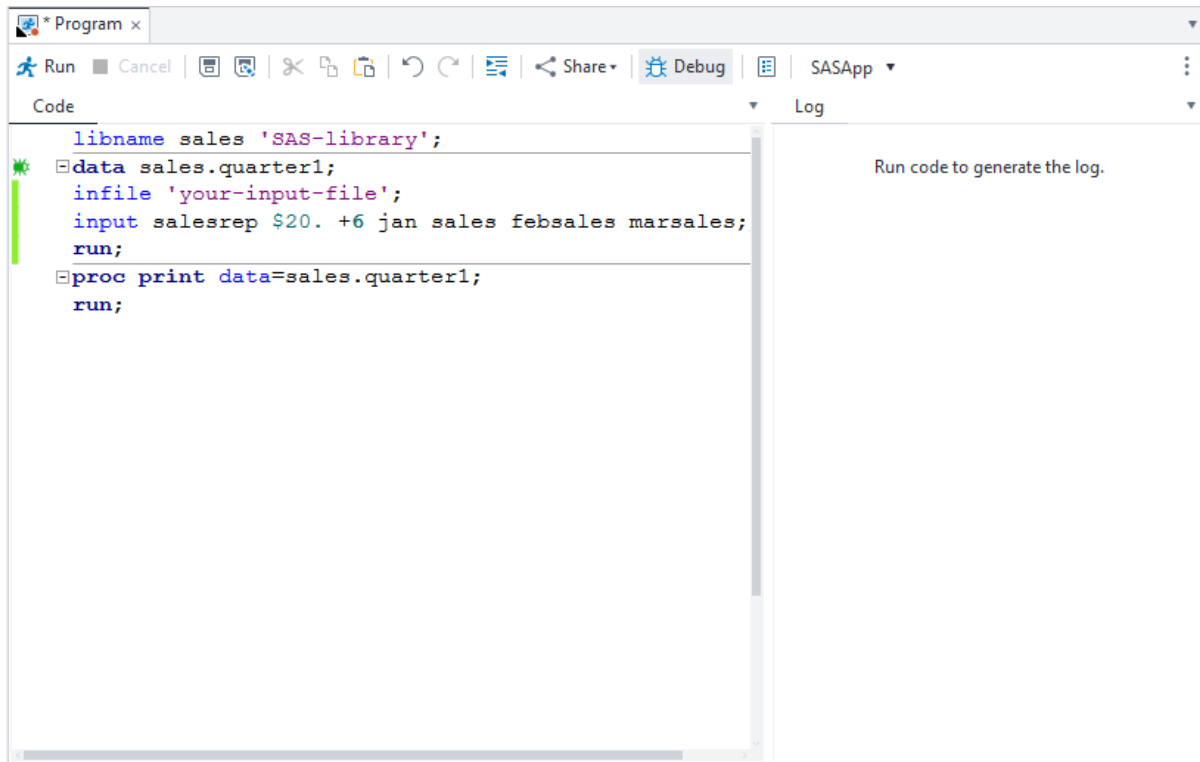 * Program ×
Run Cancel Share Debug SASApp
Code Log
libname sales 'SAS-library';
data sales.quarter1;
infile 'your-input-file';
input salesrep $20. +6 jan sales febsales marsales;
run;
proc print data=sales.quarter1;
run;
Run code to generate the log.